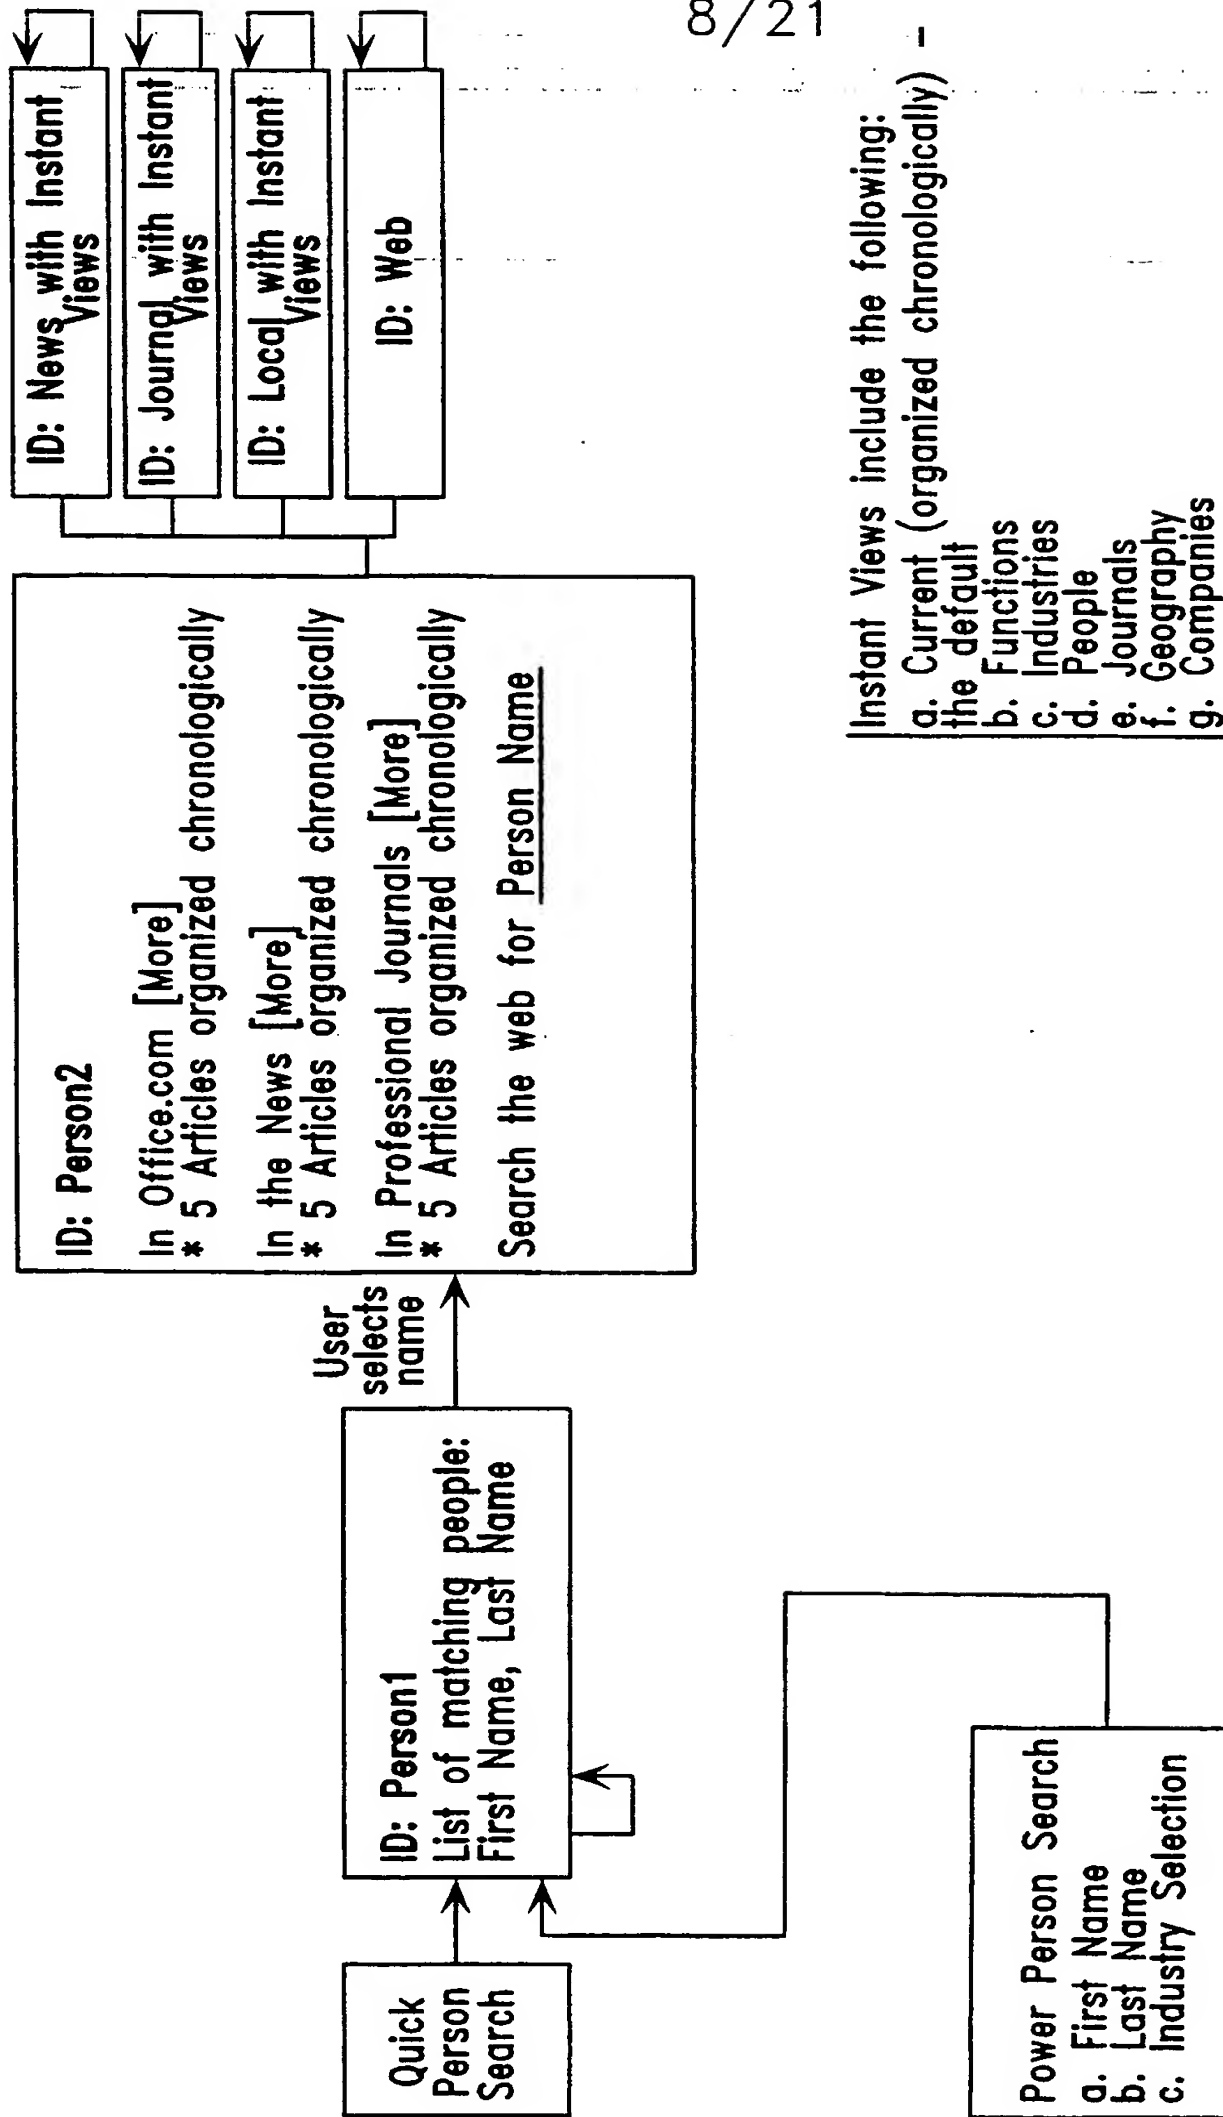 8/21
Quick
Person
Search
Power Person Search
a. First Name
b. Last Name
c. Industry Selection
ID: Person1
List of matching people:
First Name, Last Name
User
selects
name
ID: Person2
In Office.com [More]
* 5 Articles organized chronologically
In the News [More]
* 5 Articles organized chronologically
In Professional Journals [More]
* 5 Articles organized chronologically
Search the web for Person Name
ID: News with Instant
Views
ID: Journal with Instant
Views
ID: Local with Instant
Views
ID: Web
Instant Views include the following:
a. Current (organized chronologically) -
the default
b. Functions
c. Industries
d. People
e. Journals
f. Geography
g. Companies